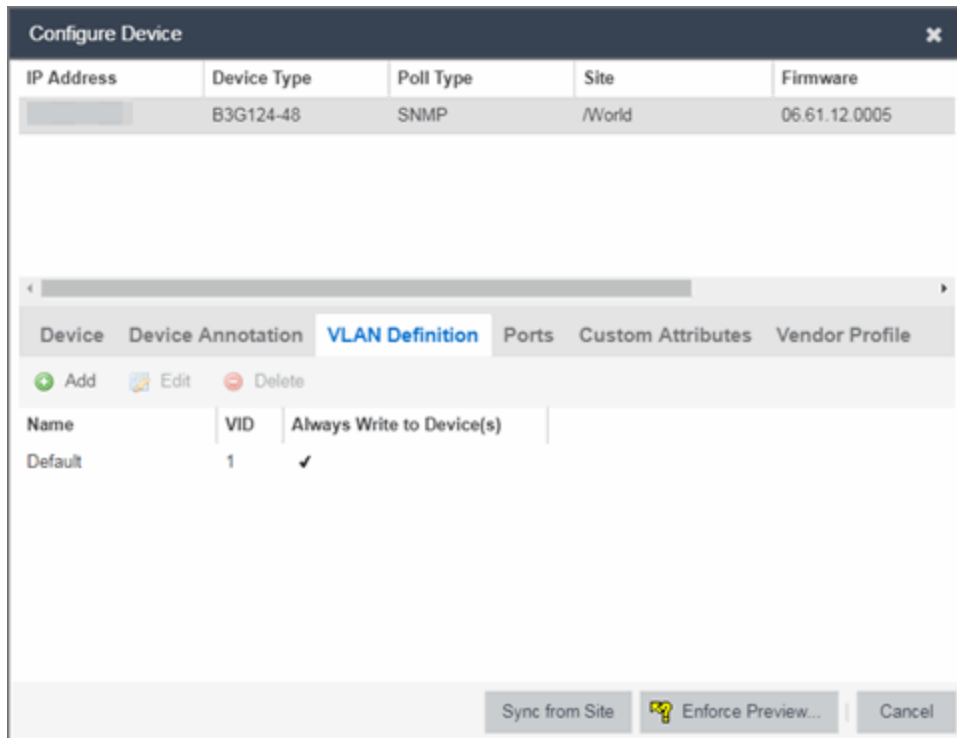 Configure Device
IP Address Device Type Poll Type Site Firmware
B3G124-48 SNMP /World 06.61.12.0005
Device Device Annotation VLAN Definition Ports Custom Attributes Vendor Profile
Add Edit Delete
Name VID Always Write to Device(s)
Default 1 ✔
Sync from Site Enforce Preview... Cancel